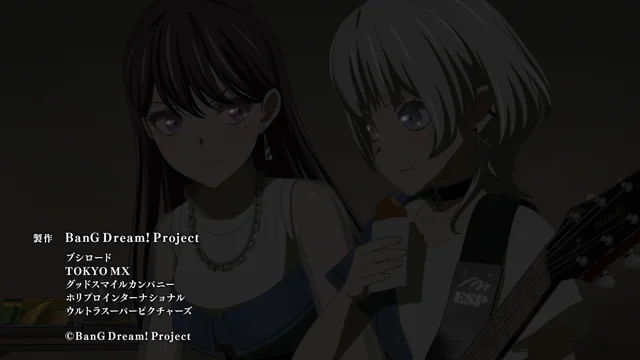 製作 BanG Dream! Project
ブシロード
TOKYO MX
グッドスマイルカンパニー
ホリプロインターナショナル
ウルトラスーパーピクチャーズ
©BanG Dream! Project
ESP